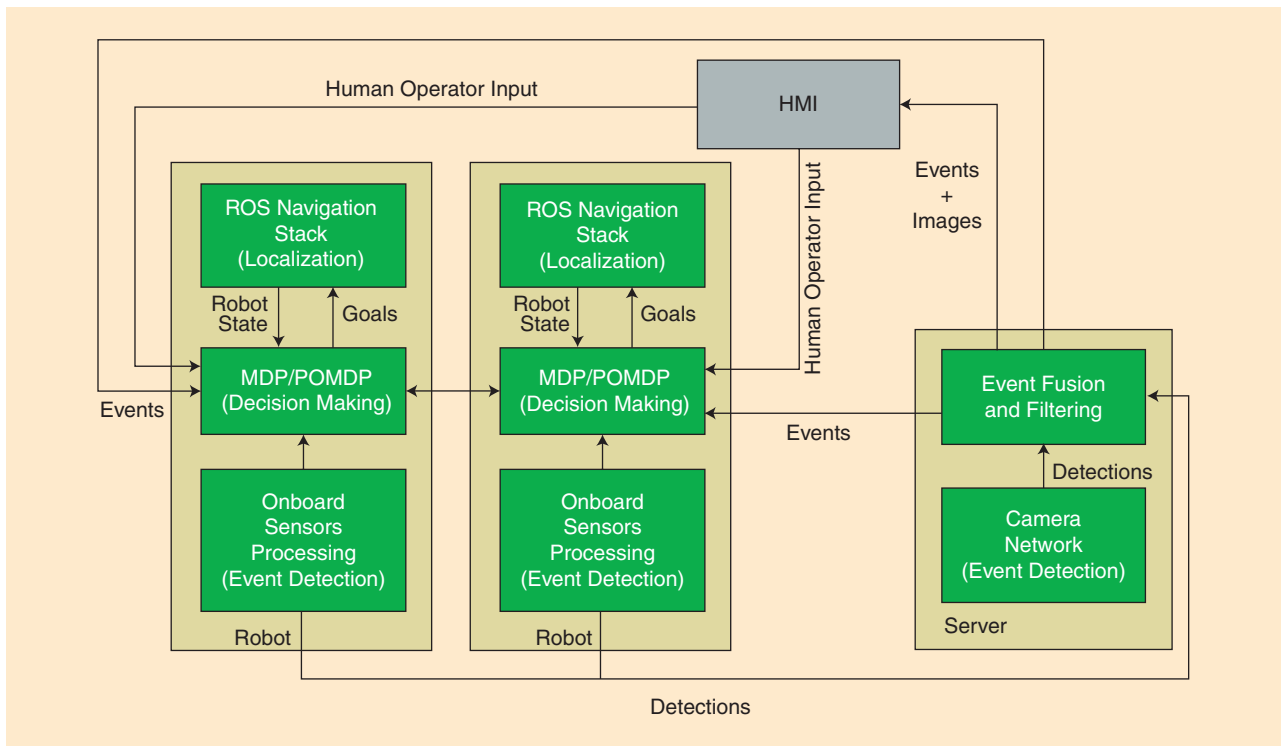 Human Operator Input
HMI
Human Operator Input
Events
+
Images
ROS Navigation
Stack
(Localization)
Robot
State
Goals
MDP/POMDP
(Decision Making)
Events
Onboard
Sensors
Processing
(Event Detection)
Robot
ROS Navigation
Stack
(Localization)
Robot
State
Goals
MDP/POMDP
(Decision Making)
Events
Onboard
Sensors
Processing
(Event Detection)
Robot
Event Fusion
and Filtering
Detections
Camera
Network
(Event Detection)
Server
Detections